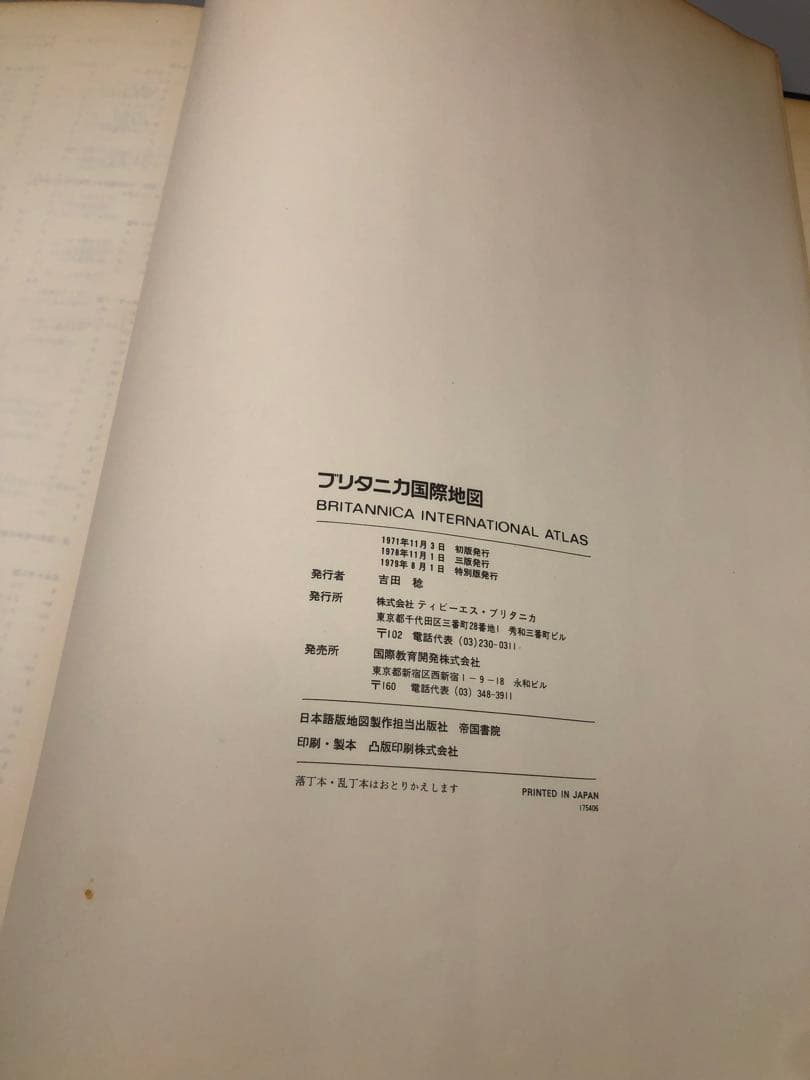 ブリタニカ国際地図
BRITANNICA INTERNATIONAL ATLAS
1971年11月3日 初版発行
1978年11月1日 三版発行
1979年8月1日 特別版発行
発行者 吉田 稔
発行所 株式会社 ティビーエス・ブリタニカ
東京都千代田区三番町28番地1 秀和三番町ビル
〒102 電話代表 (03)230-0311
発売所 国際教育開発株式会社
東京都新宿区西新宿1-9-18 永和ビル
〒160 電話代表 (03) 348-3911
日本語版地図製作担当出版社 帝国書院
印刷・製本 凸版印刷株式会社
落丁本・乱丁本はおとりかえします
PRINTED IN JAPAN
175406